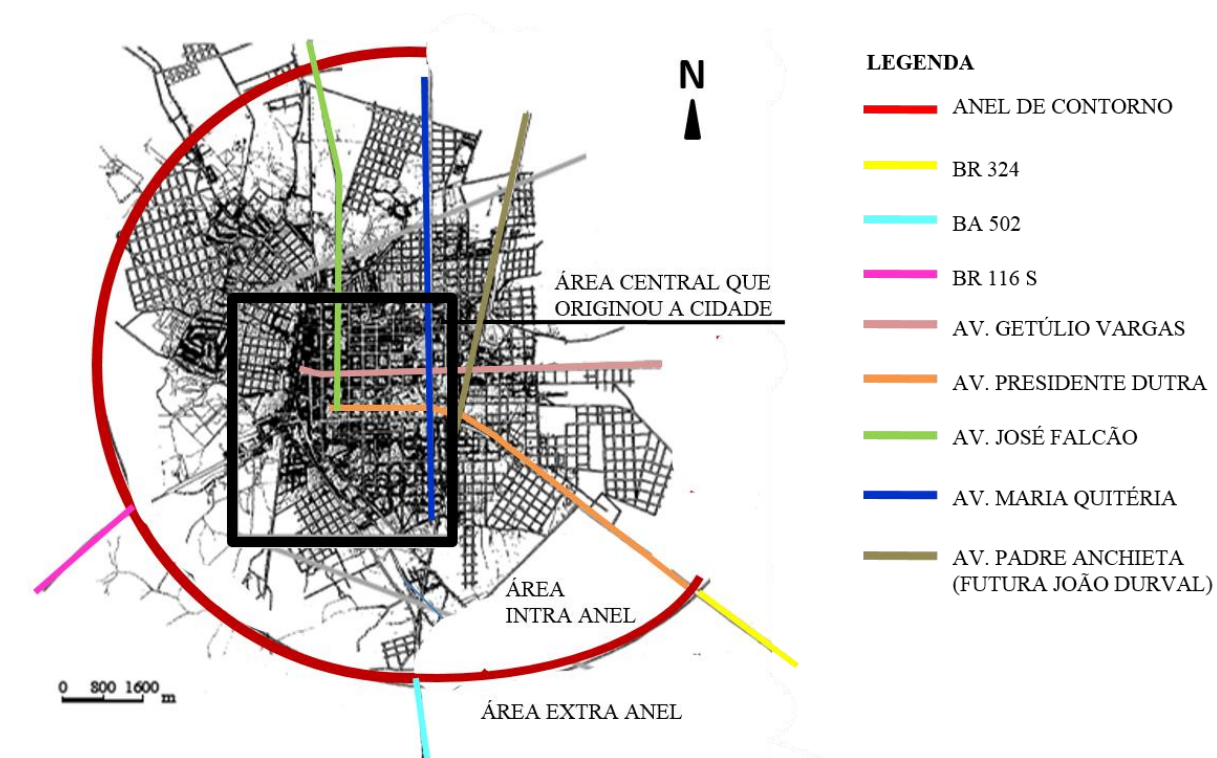 N
ÁREA CENTRAL QUE
ORIGINOU A CIDADE
ÁREA
INTRA ANEL
ÁREA EXTRA ANEL
0 800 1600 m
LEGENDA
ANEL DE CONTORNO
BR 324
BA 502
BR 116 S
AV. GETÚLIO VARGAS
AV. PRESIDENTE DUTRA
AV. JOSÉ FALCÃO
AV. MARIA QUITÉRIA
AV. PADRE ANCHIETA
(FUTURA JOÃO DURVAL)